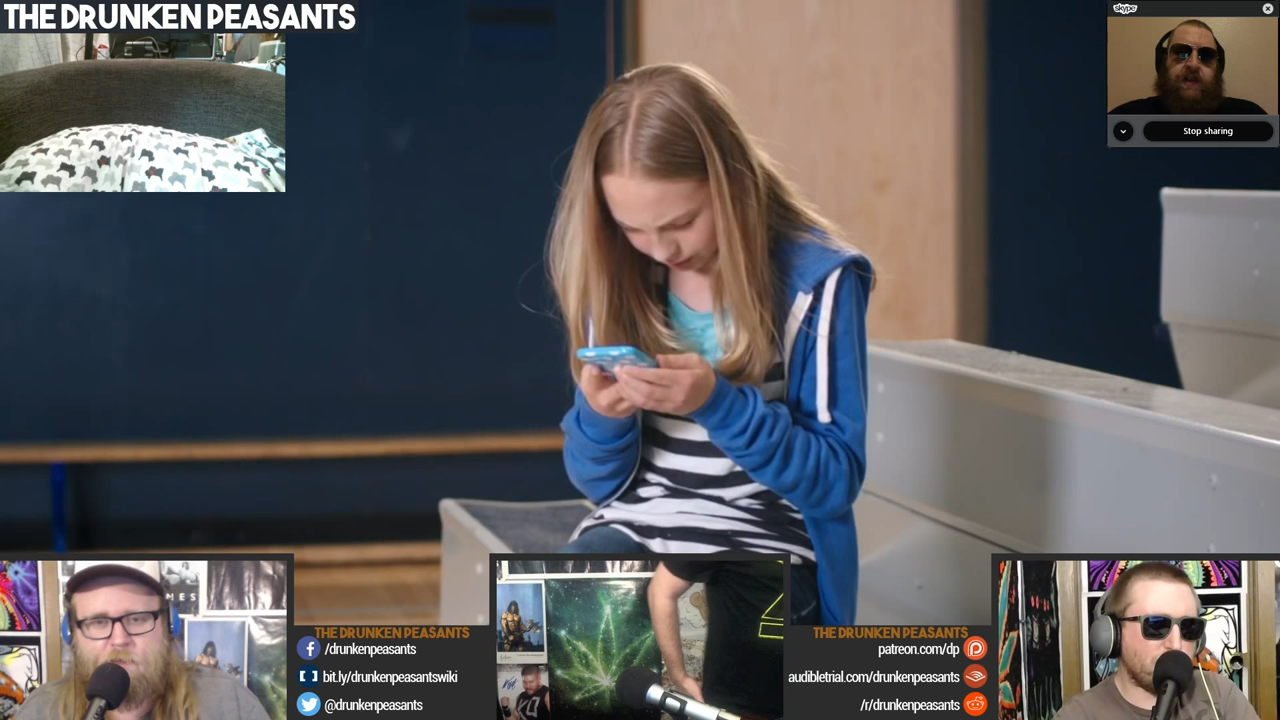 THE DRUNKEN PEASANTS
skype
Stop sharing
THE DRUNKEN PEASANTS
/drunkenpeasants
bit.ly/drunkenpeasantswiki
@drunkenpeasants
THE DRUNKEN PEASANTS
patreon.com/dp
audibletrial.com/drunkenpeasants
/r/drunkenpeasants